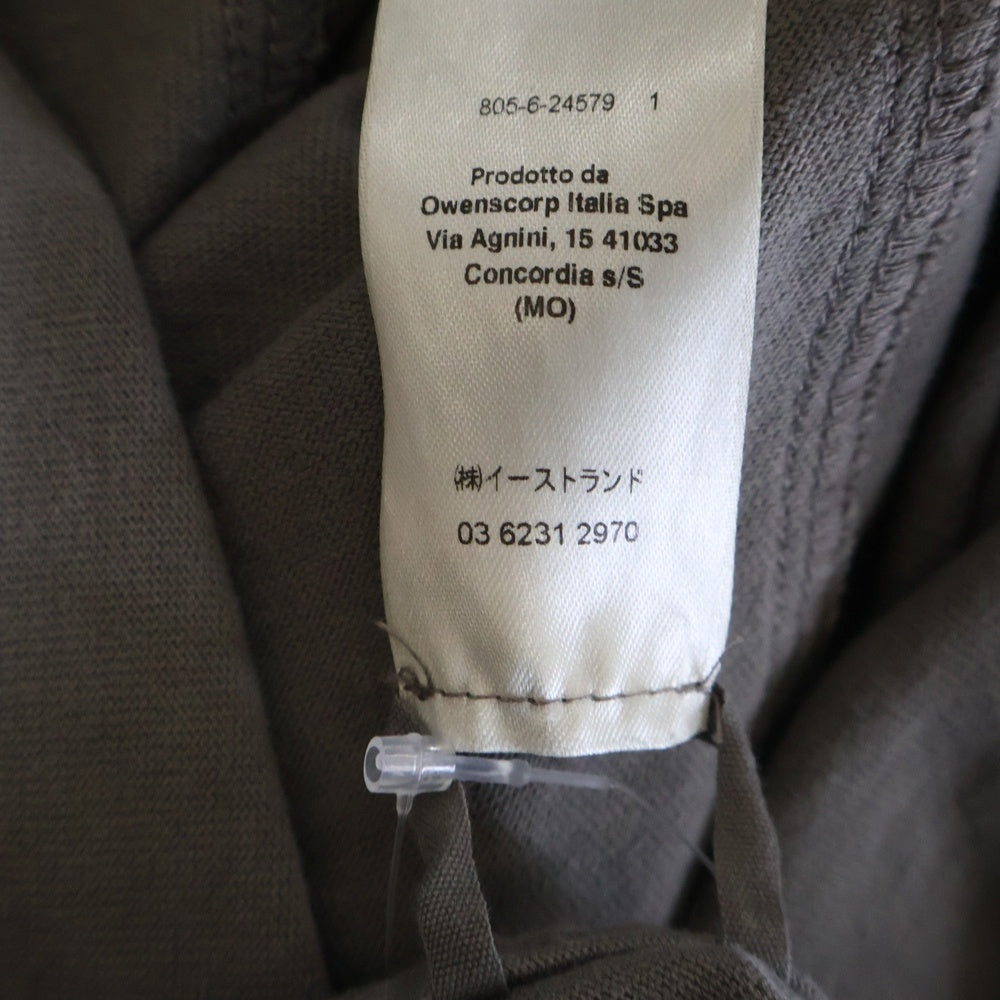 805-6-24579 1
Prodotto da
Owenscorp Italia Spa
Via Agnini, 15 41033
Concordia s/S
(MO)
㈱イーストランド
03 6231 2970